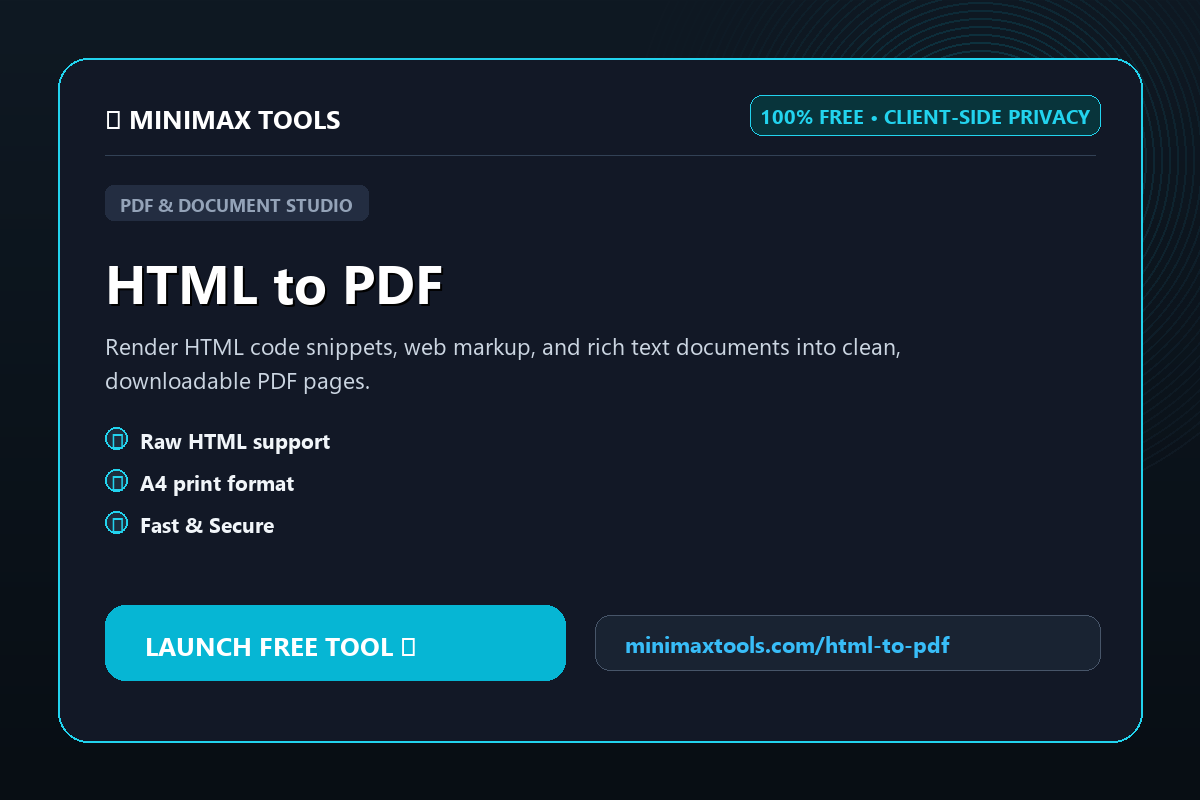 MINIMAX TOOLS
100% FREE • CLIENT-SIDE PRIVACY
PDF & DOCUMENT STUDIO
HTML to PDF
Render HTML code snippets, web markup, and rich text documents into clean,
downloadable PDF pages.
Raw HTML support
A4 print format
Fast & Secure
LAUNCH FREE TOOL
minimaxtools.com/html-to-pdf